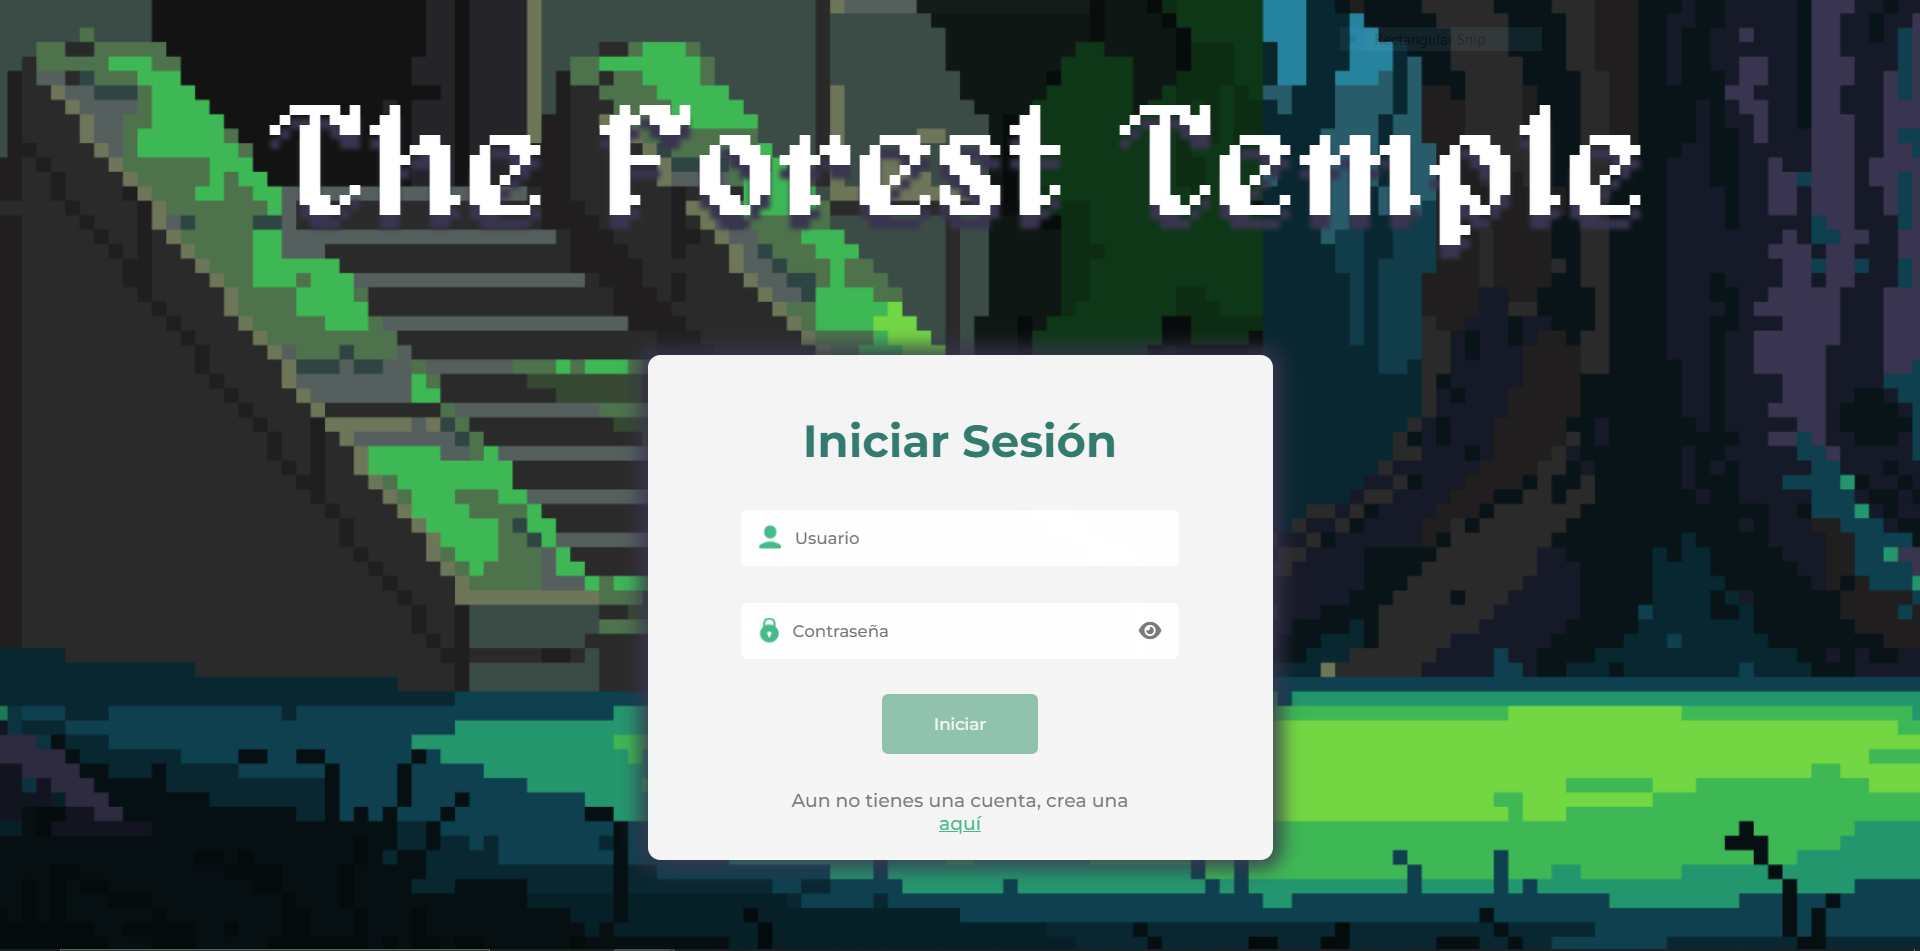 Rectangular Snip
The Forest Temple
Iniciar Sesión
Usuario
Contraseña
Iniciar
Aun no tienes una cuenta, crea una
aquí